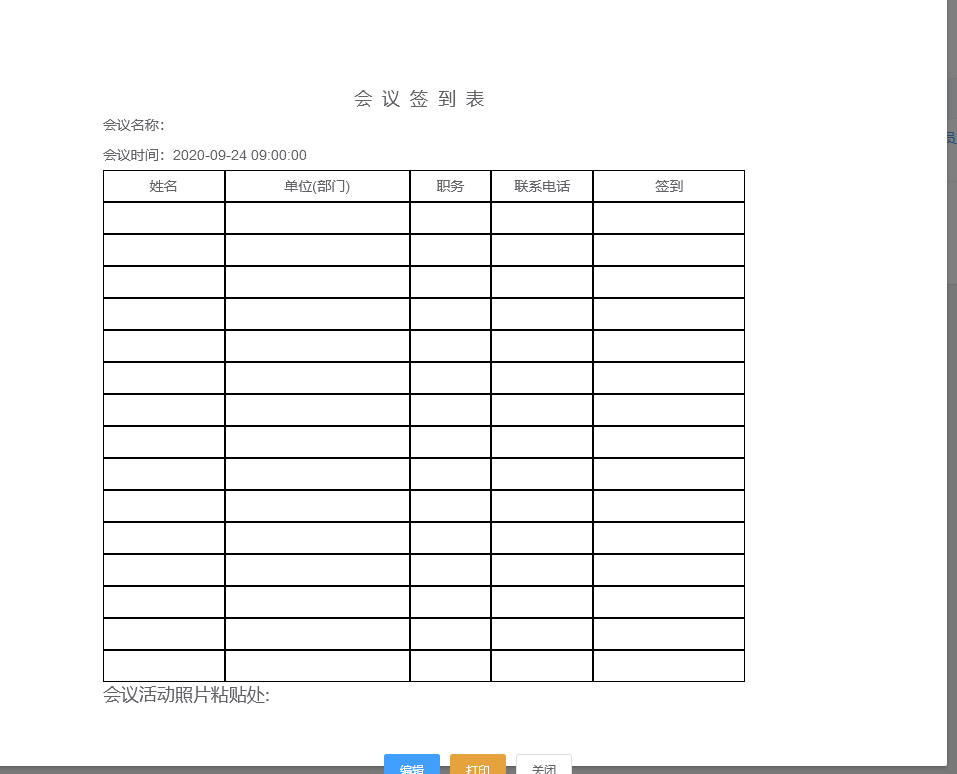 会 议 签 到 表
会议名称：
会议时间：2020-09-24 09:00:00
姓名 单位(部门) 职务 联系电话 签到
会议活动照片粘贴处:
编辑 打印 关闭